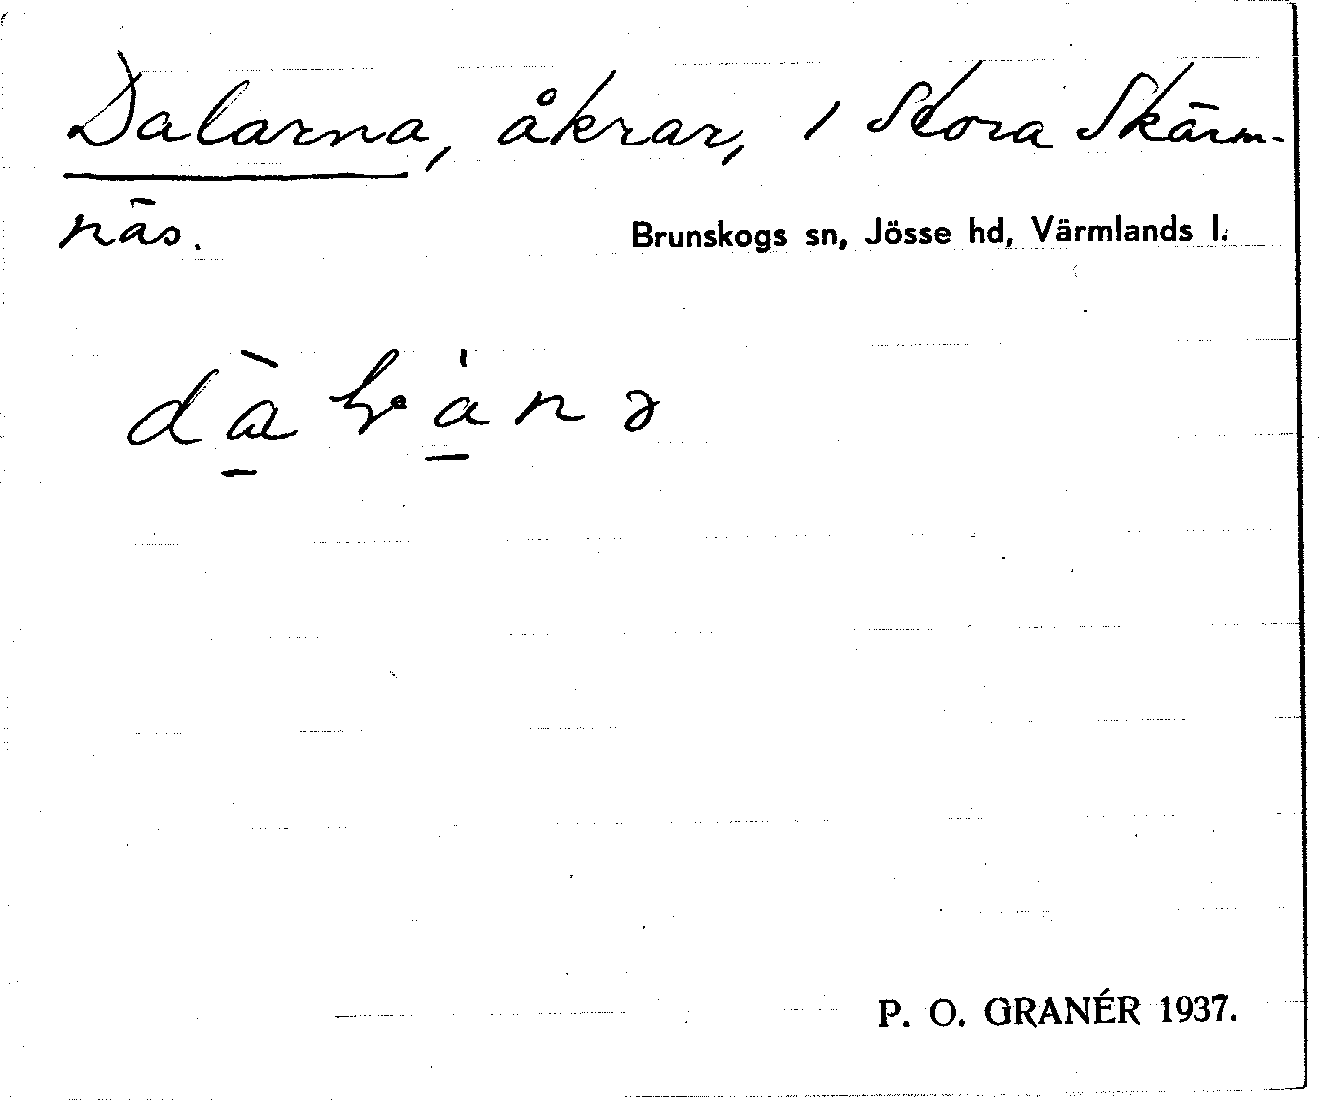 Dalarna, åkrar, i Stora Skärm-
näs.
Brunskogs sn, Jösse hd, Värmlands l.
P. O. GRANÉR 1937.